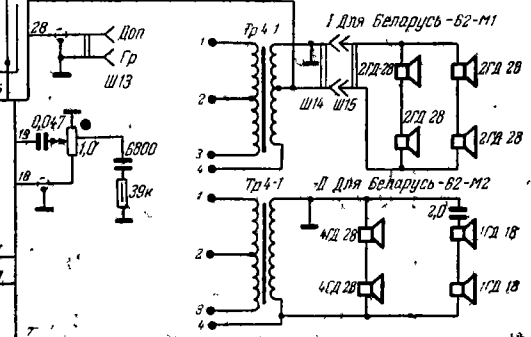 28
Доп
Гр
Ш13
19
0,047
1,0
6800
39к
18
Тр4-1
I Для Беларусь-62-М1
1
2
3
4
Ш14
Ш15
2ГД-28
2ГД 28
2ГД 28
2ГД 28
Тр4-1
II Для Беларусь-62-М2
1
2
3
4
2,0
4ГД 28
1ГД 18
4ГД 28
1ГД 18